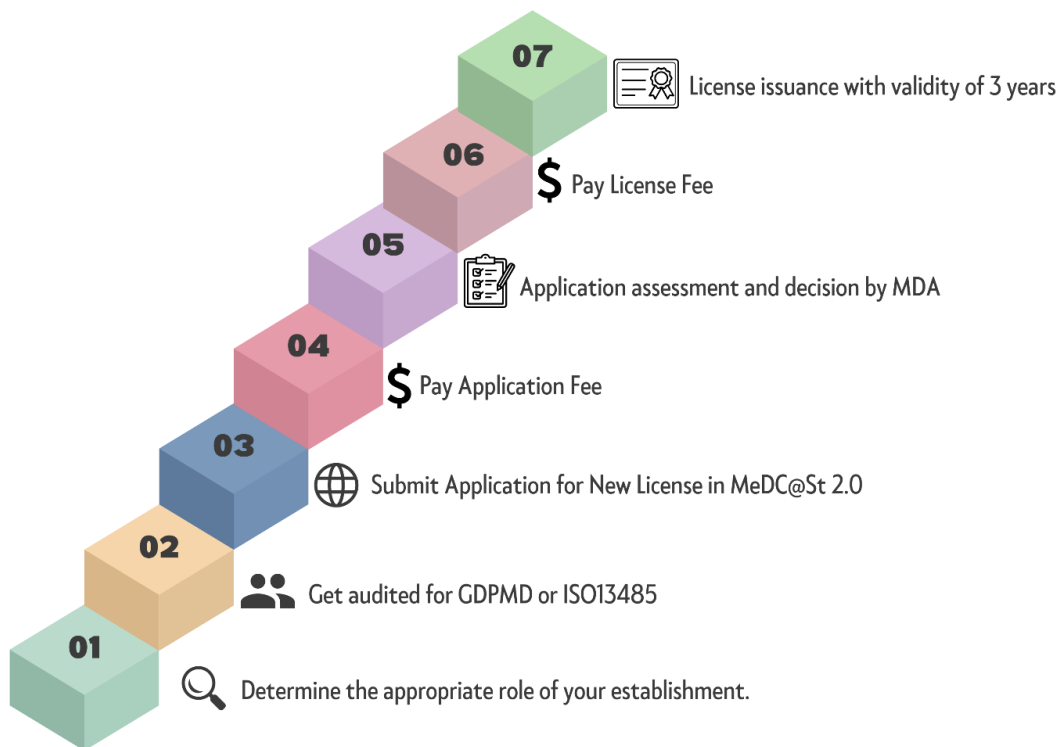 07
License issuance with validity of 3 years
06
$ Pay License Fee
05
Application assessment and decision by MDA
04
$ Pay Application Fee
03
Submit Application for New License in MeDC@St 2.0
02
Get audited for GDPMD or ISO13485
01
Determine the appropriate role of your establishment.